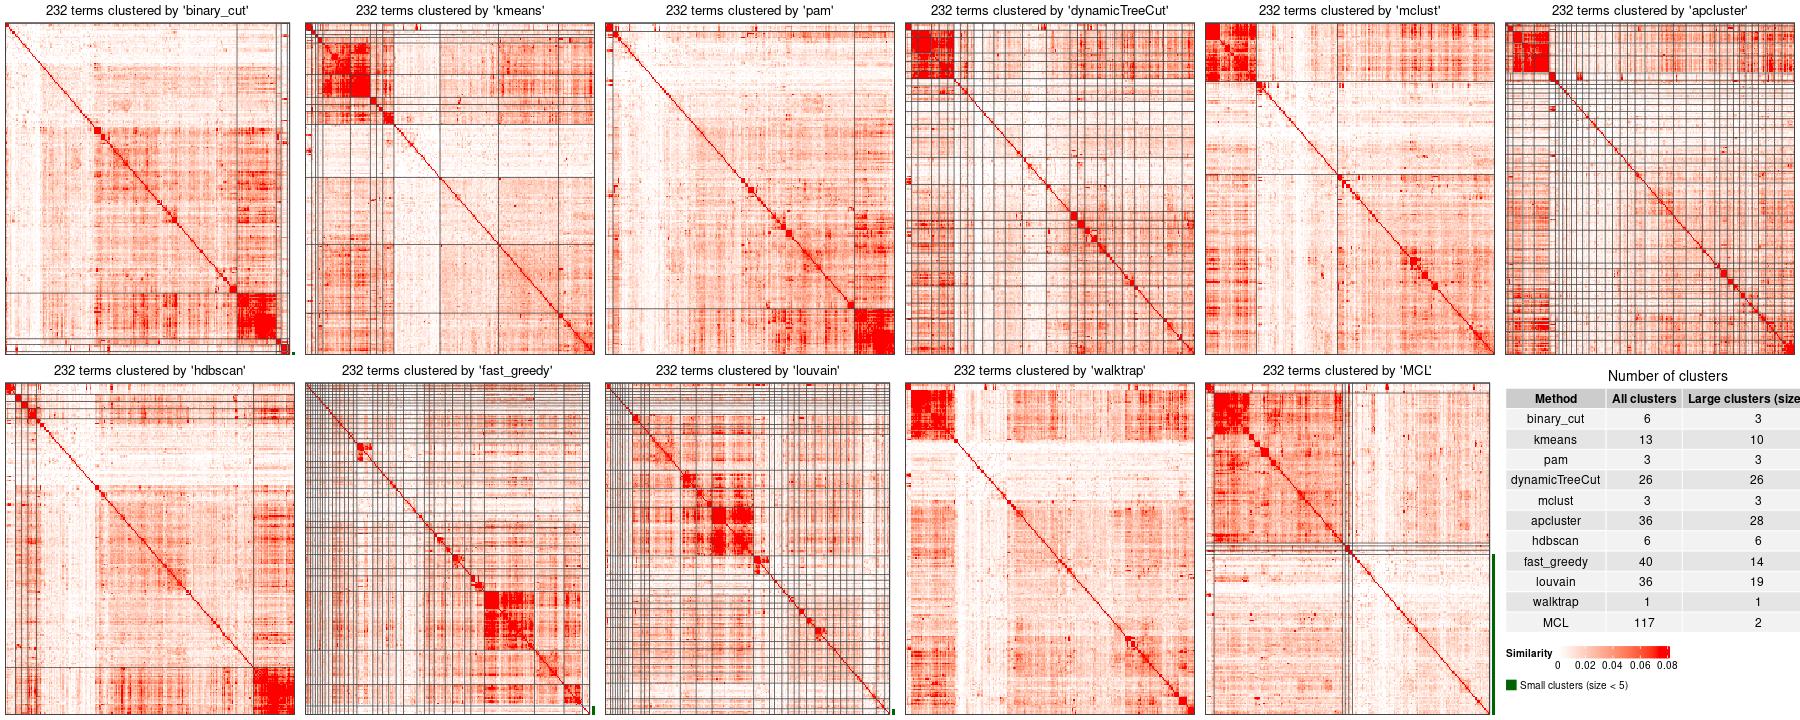 232 terms clustered by 'binary_cut'
232 terms clustered by 'kmeans'
232 terms clustered by 'pam'
232 terms clustered by 'dynamicTreeCut'
232 terms clustered by 'mclust'
232 terms clustered by 'apcluster'
232 terms clustered by 'hdbscan'
232 terms clustered by 'fast_greedy'
232 terms clustered by 'louvain'
232 terms clustered by 'walktrap'
232 terms clustered by 'MCL'
Number of clusters
Method All clusters Large clusters (size
binary_cut 6 3
kmeans 13 10
pam 3 3
dynamicTreeCut 26 26
mclust 3 3
apcluster 36 28
hdbscan 6 6
fast_greedy 40 14
louvain 36 19
walktrap 1 1
MCL 117 2
Similarity
0 0.02 0.04 0.06 0.08
Small clusters (size < 5)